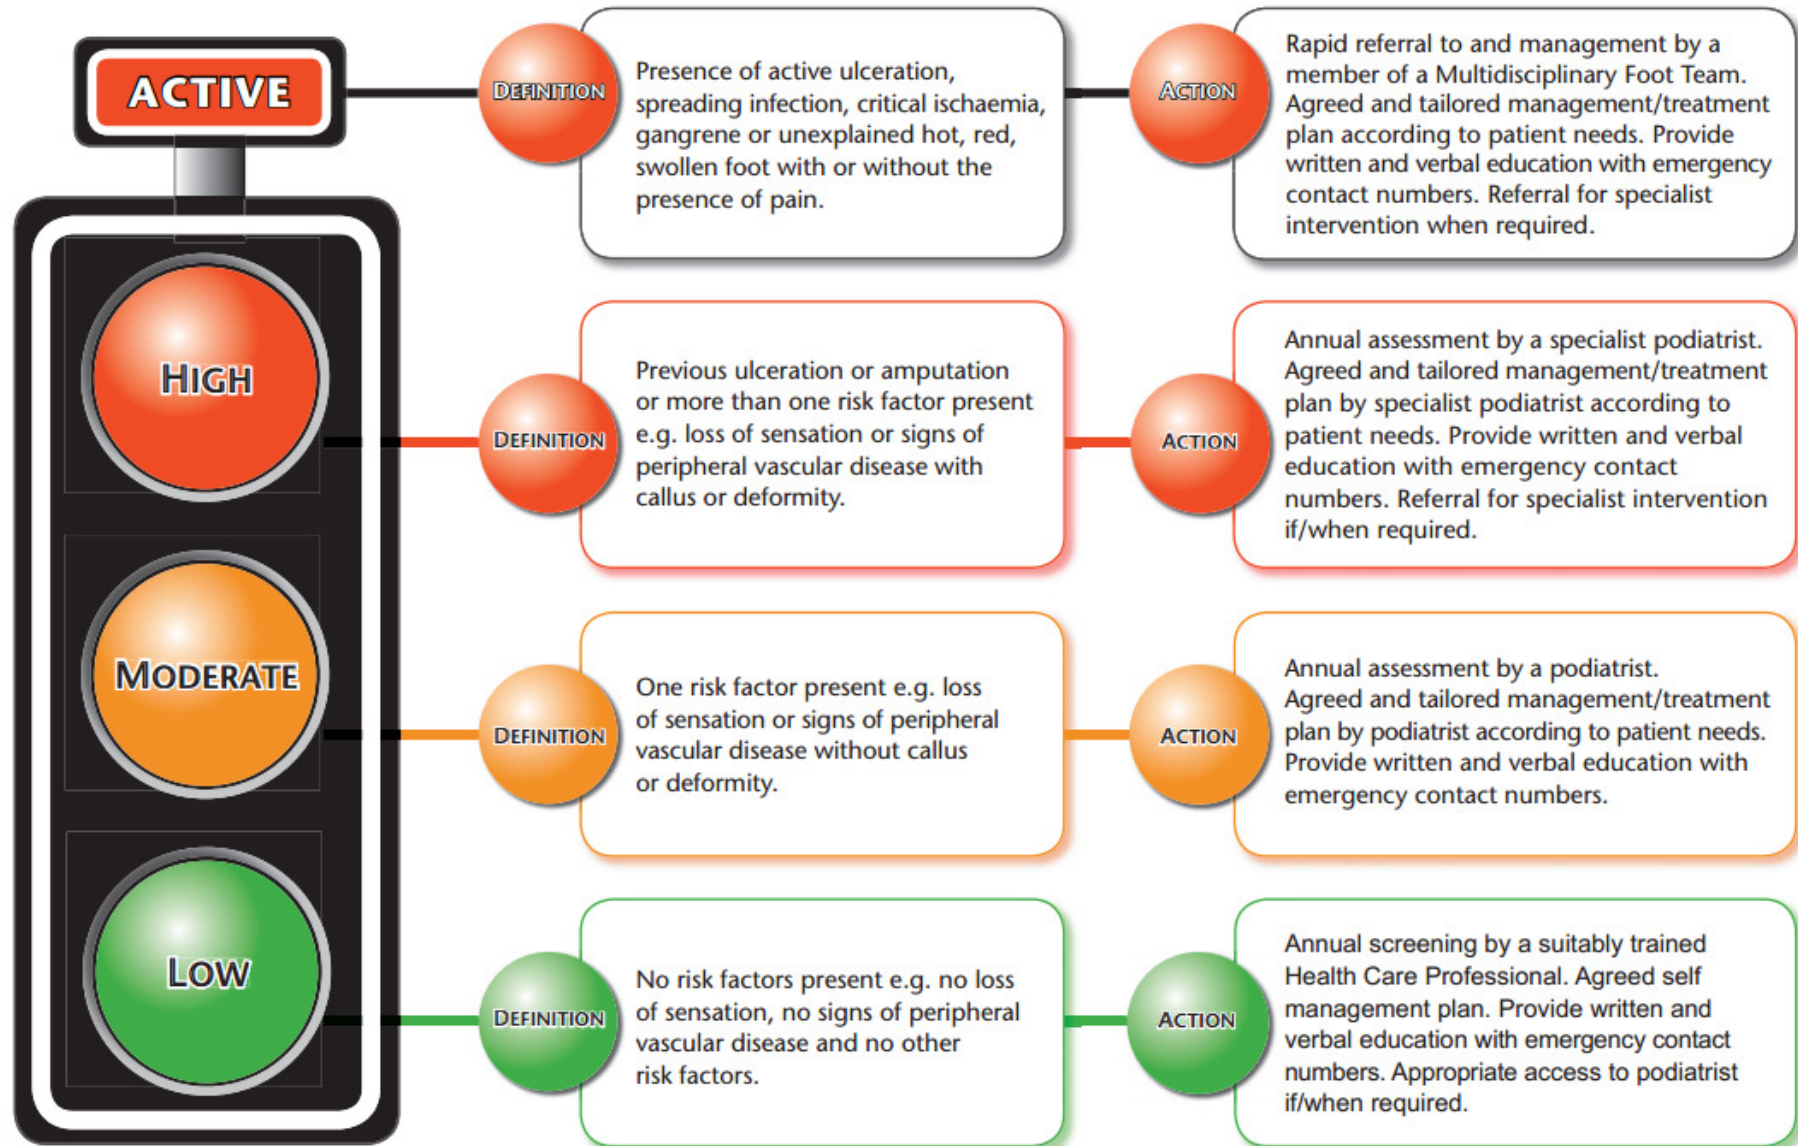 ACTIVE
DEFINITION
Presence of active ulceration,
spreading infection, critical ischaemia,
gangrene or unexplained hot, red,
swollen foot with or without the
presence of pain.
ACTION
Rapid referral to and management by a
member of a Multidisciplinary Foot Team.
Agreed and tailored management/treatment
plan according to patient needs. Provide
written and verbal education with emergency
contact numbers. Referral for specialist
intervention when required.
HIGH
DEFINITION
Previous ulceration or amputation
or more than one risk factor present
e.g. loss of sensation or signs of
peripheral vascular disease with
callus or deformity.
ACTION
Annual assessment by a specialist podiatrist.
Agreed and tailored management/treatment
plan by specialist podiatrist according to
patient needs. Provide written and verbal
education with emergency contact
numbers. Referral for specialist intervention
if/when required.
MODERATE
DEFINITION
One risk factor present e.g. loss
of sensation or signs of peripheral
vascular disease without callus
or deformity.
ACTION
Annual assessment by a podiatrist.
Agreed and tailored management/treatment
plan by podiatrist according to patient needs.
Provide written and verbal education with
emergency contact numbers.
LOW
DEFINITION
No risk factors present e.g. no loss
of sensation, no signs of peripheral
vascular disease and no other
risk factors.
ACTION
Annual screening by a suitably trained
Health Care Professional. Agreed self
management plan. Provide written and
verbal education with emergency contact
numbers. Appropriate access to podiatrist
if/when required.